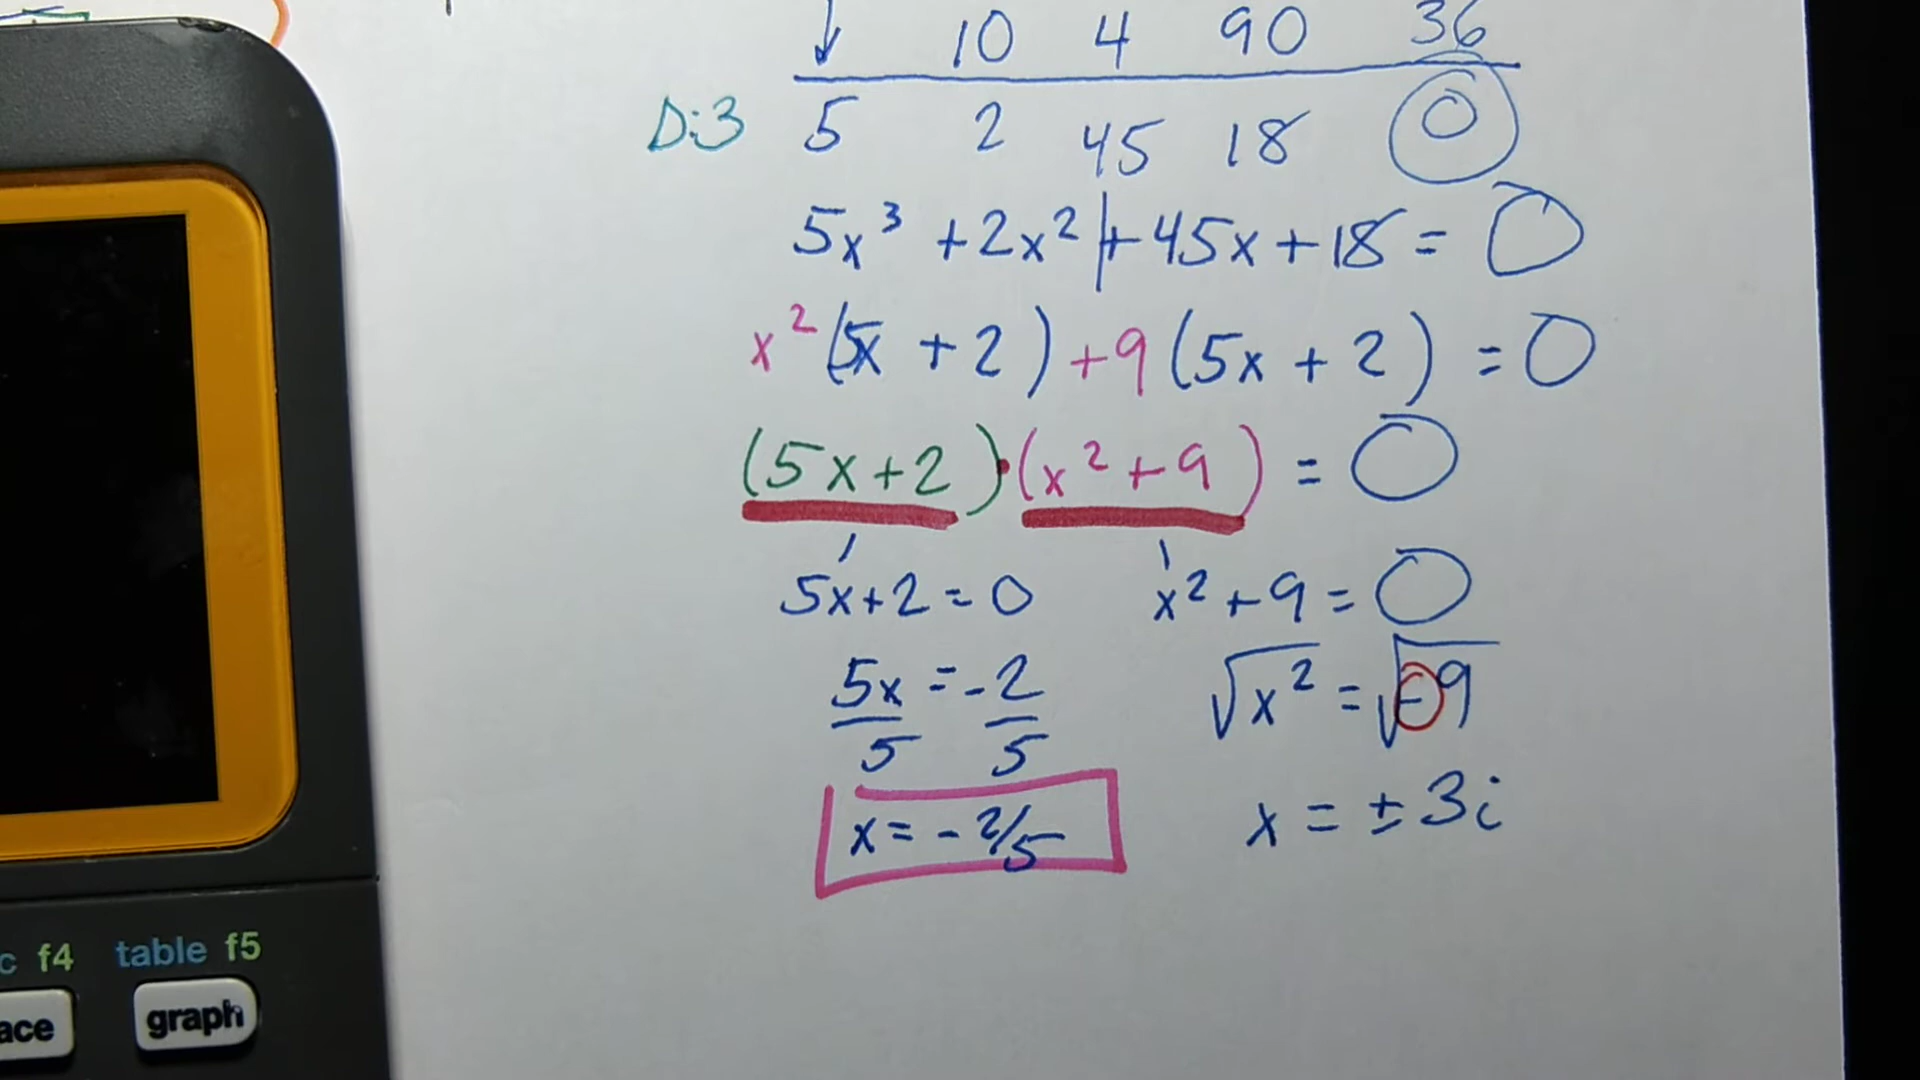 ↓ 10 4 90 36
D:3 5 2 45 18 0
5x³ + 2x² | + 45x + 18 = 0
x²(5x + 2) + 9(5x + 2) = 0
(5x+2)·(x²+9) = 0
5x+2=0 x²+9=0
5x = -2 √x² = √-9
5 5
x = -2/5 x = ±3i
c f4 table f5
ace graph